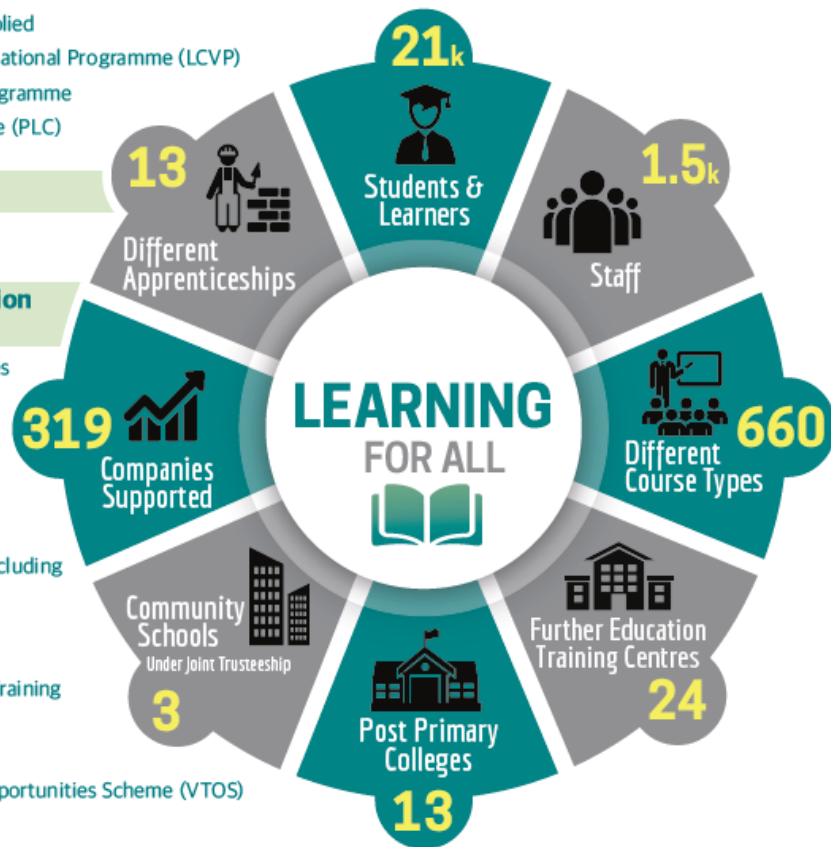 plied
ational Programme (LCVP)
gramme
e (PLC)
ion
es
cluding
raining
portunities Scheme (VTOS)
21k
Students &
Learners
1.5k
Staff
660
Different
Course Types
Further Education
Training Centres
24
Post Primary
Colleges
13
Community
Schools
Under Joint Trusteeship
3
319
Companies
Supported
13
Different
Apprenticeships
LEARNING
FOR ALL